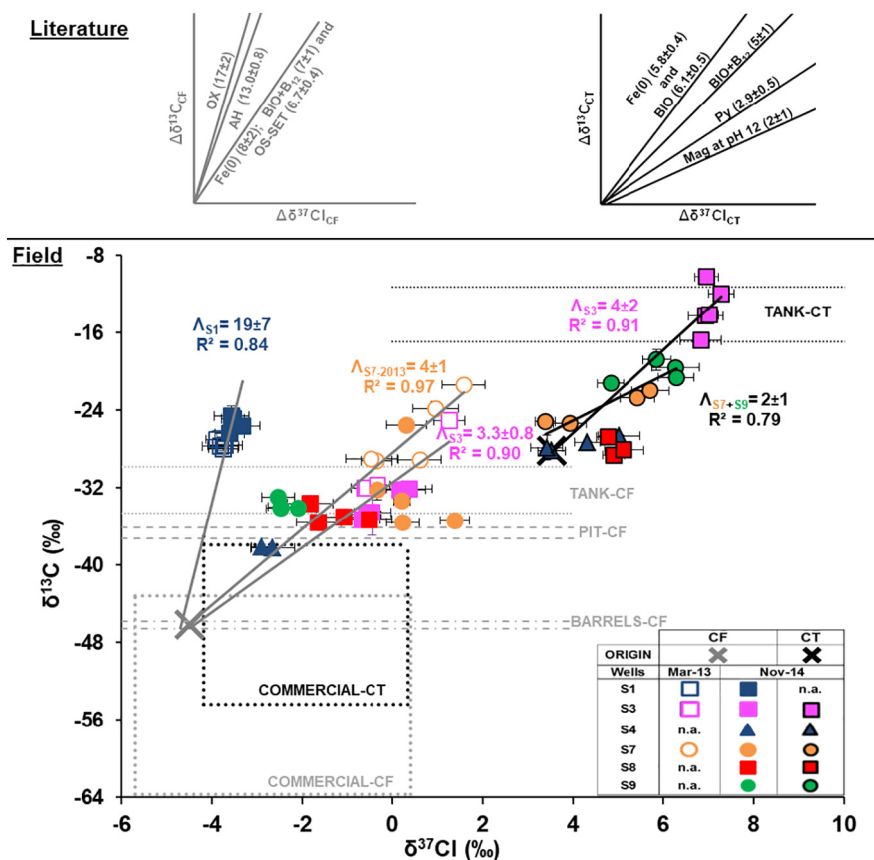 Literature
Δδ13CCF
OX (17±2)
AH (13.0±0.8)
Fe(0) (8±2); BIO+B12 (7±1) and
OS-SET (6.7±0.4)
Δδ37ClCF
Δδ13CCT
Fe(0) (5.8±0.4)
and
BIO (6.1±0.5)
BIO+B12 (5±1)
Py (2.9±0.5)
Mag at pH 12 (2±1)
Δδ37ClCT
Field
δ13C (‰)
-8
-16
-24
-32
-40
-48
-56
-64
ΛS1 = 19±7
R² = 0.84
ΛS7-2013= 4±1
R² = 0.97
ΛS3 = 4±2
R² = 0.91
TANK-CT
ΛS3= 3.3±0.8
R² = 0.90
ΛS7+S9= 2±1
R² = 0.79
TANK-CF
PIT-CF
BARRELS-CF
COMMERCIAL-CT
COMMERCIAL-CF
CF CT
ORIGIN
Wells Mar-13 Nov-14
S1 n.a.
S3
S4 n.a.
S7
S8 n.a.
S9 n.a.
-6 -4 -2 0 2 4 6 8 10
δ37Cl (‰)